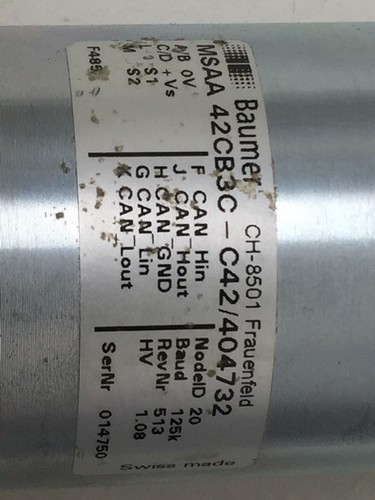 Baumer CH-8501 Frauenfeld
MSAA 42CB3C - C42/404732
A/B 0V F CAN_Hin NodeID 20
C/D +Vs J CAN_Hout Baud 125k
L S1 H CAN_GND RevNr 513
M S2 G CAN_Lin HV 1.08
K CAN_Lout
F485 SerNr 014750
Swiss made